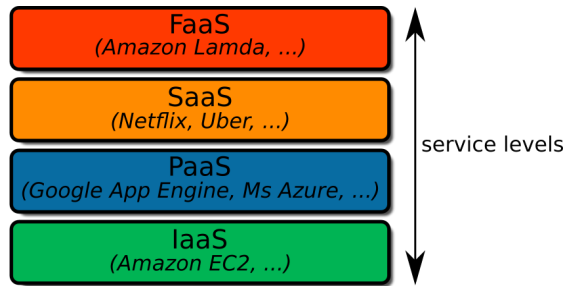 FaaS
(Amazon Lamda, ...)
SaaS
(Netflix, Uber, ...)
service levels
PaaS
(Google App Engine, Ms Azure, ...)
IaaS
(Amazon EC2, ...)